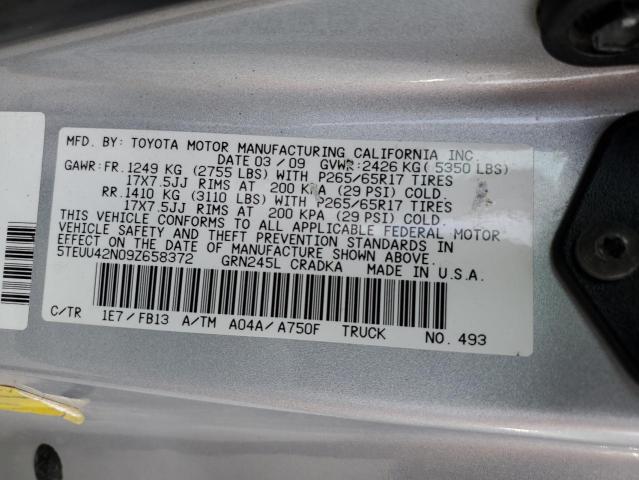 MFD. BY: TOYOTA MOTOR MANUFACTURING CALIFORNIA INC.
DATE 03/09 GVWR:2426 KG( 5350 LBS)
GAWR:FR.1249 KG (2755 LBS) WITH P265/65R17 TIRES
17X7.5JJ RIMS AT 200 KPA (29 PSI) COLD.
RR.1410 KG (3110 LBS) WITH P265/65R17 TIRES
17X7.5JJ RIMS AT 200 KPA (29 PSI) COLD.
THIS VEHICLE CONFORMS TO ALL APPLICABLE FEDERAL MOTOR
VEHICLE SAFETY AND THEFT PREVENTION STANDARDS IN
EFFECT ON THE DATE OF MANUFACTURE SHOWN ABOVE.
5TEUU42N09Z658372 GRN245L CRADKA MADE IN U.S.A.
C/TR 1E7/FB13 A/TM A04A/A750F TRUCK NO. 493